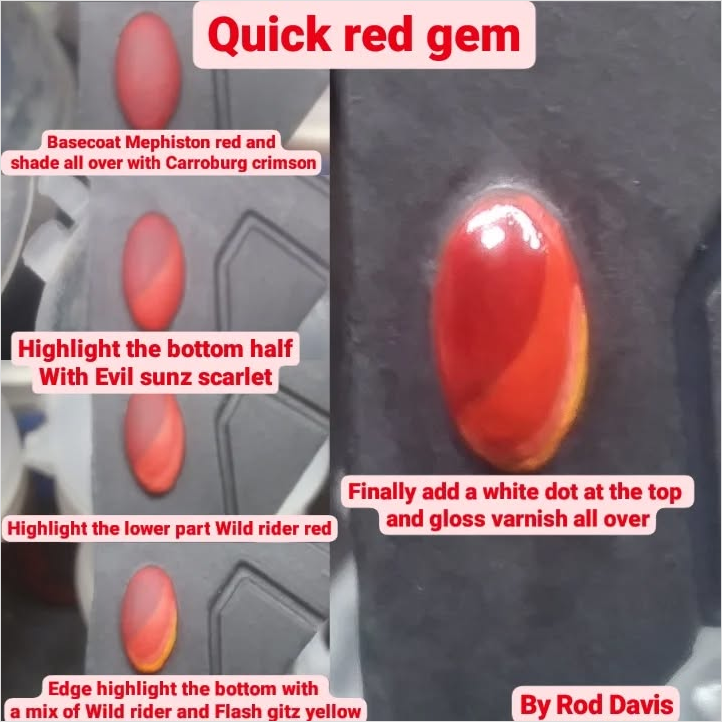 Quick red gem
Basecoat Mephiston red and
shade all over with Carroburg crimson
Highlight the bottom half
With Evil sunz scarlet
Highlight the lower part Wild rider red
Edge highlight the bottom with
a mix of Wild rider and Flash gitz yellow
Finally add a white dot at the top
and gloss varnish all over
By Rod Davis